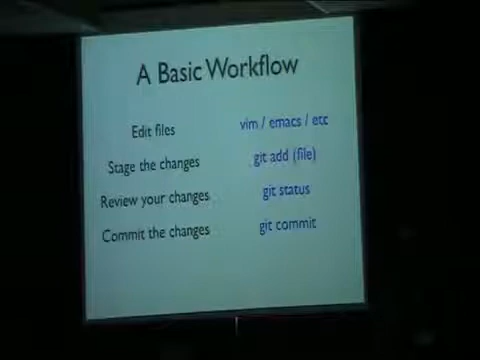 A Basic Workflow
Edit files vim / emacs / etc
Stage the changes git add (file)
Review your changes git status
Commit the changes git commit